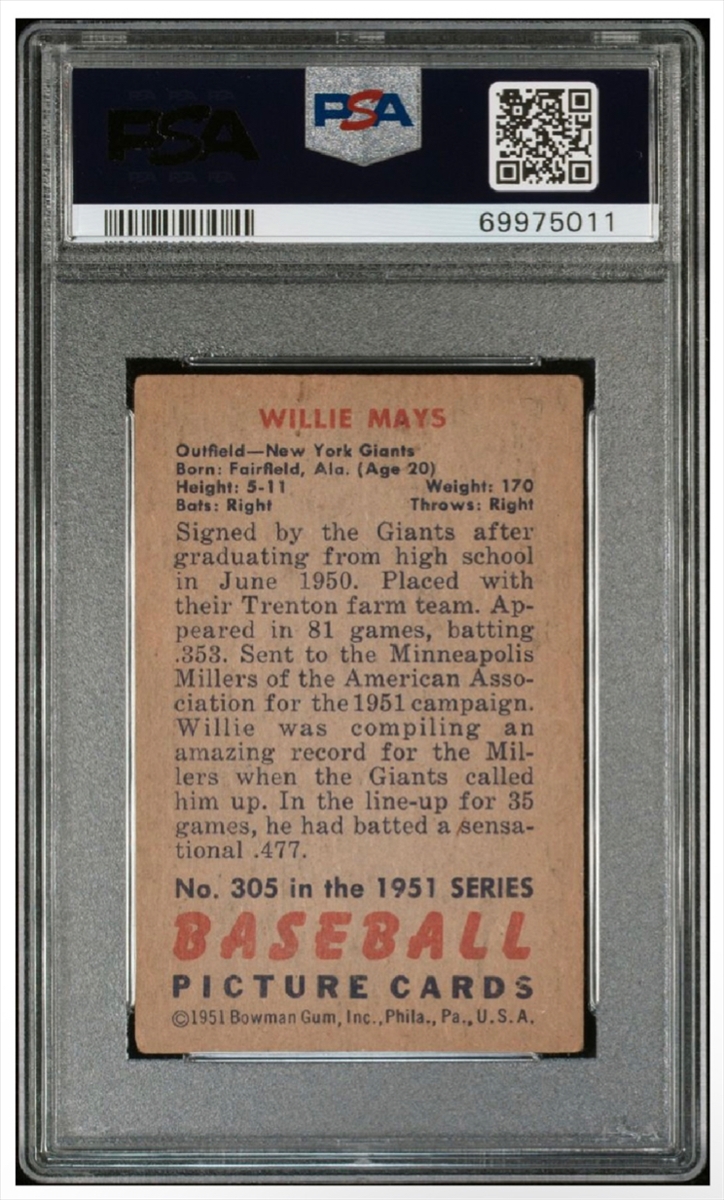 PSA
PSA
PSA PSA PSA
69975011
WILLIE MAYS
Outfield—New York Giants
Born: Fairfield, Ala. (Age 20)
Height: 5-11 Weight: 170
Bats: Right Throws: Right
Signed by the Giants after
graduating from high school
in June 1950. Placed with
their Trenton farm team. Ap-
peared in 81 games, batting
.353. Sent to the Minneapolis
Millers of the American Asso-
ciation for the 1951 campaign.
Willie was compiling an
amazing record for the Mil-
lers when the Giants called
him up. In the line-up for 35
games, he had batted a sensa-
tional .477.
No. 305 in the 1951 SERIES
BASEBALL
PICTURE CARDS
©1951 Bowman Gum, Inc., Phila., Pa., U.S.A.